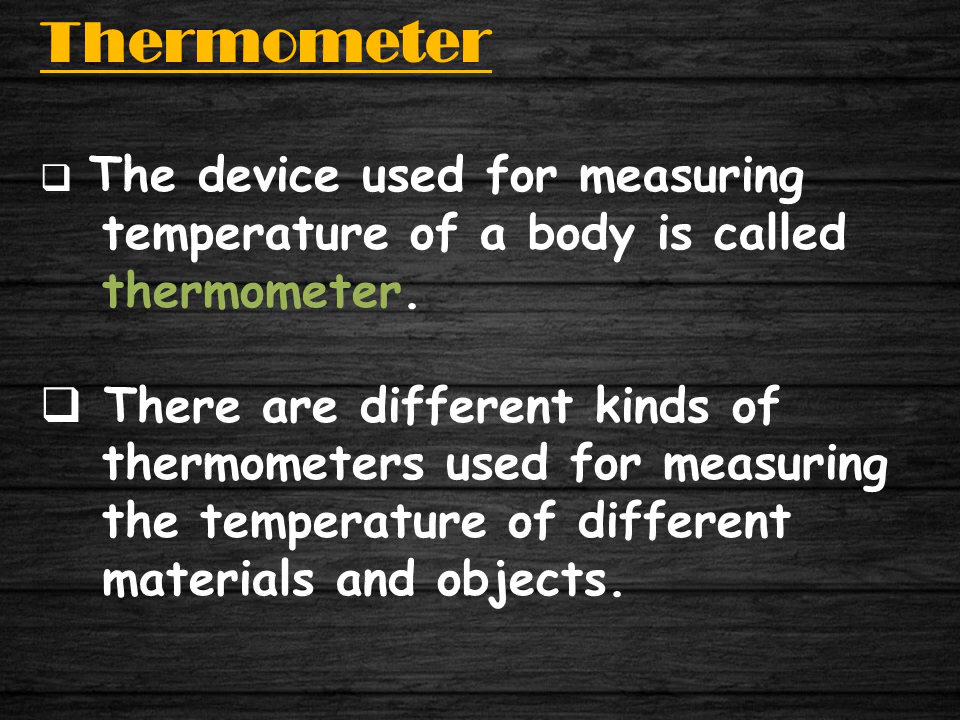 Thermometer
❑ The device used for measuring
temperature of a body is called
thermometer.
❑ There are different kinds of
thermometers used for measuring
the temperature of different
materials and objects.